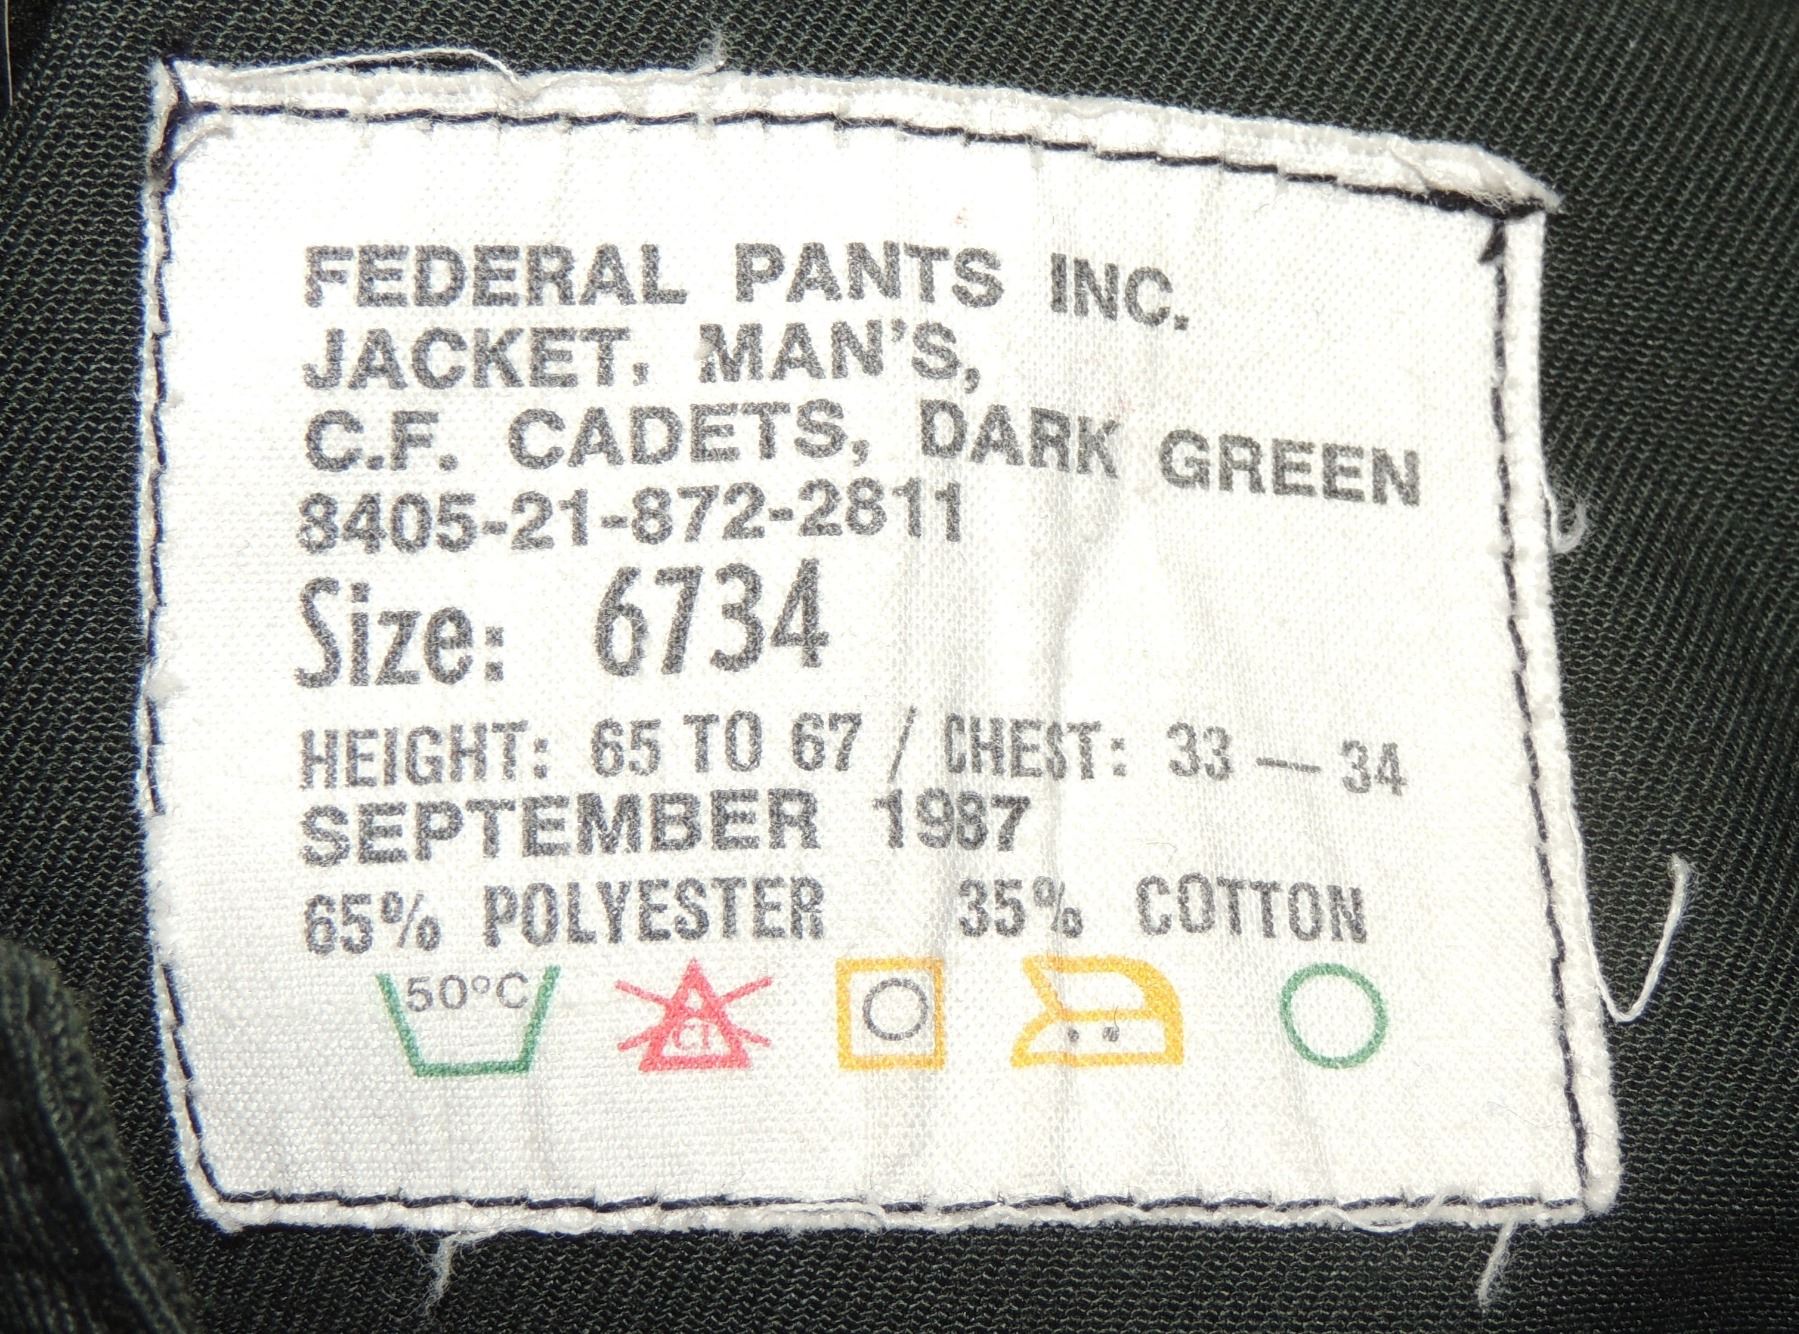 FEDERAL PANTS INC.
JACKET, MAN'S,
C.F. CADETS, DARK GREEN
8405-21-872-2811
Size: 6734
HEIGHT: 65 TO 67 / CHEST: 33 — 34
SEPTEMBER 1987
65% POLYESTER 35% COTTON
50°C CL